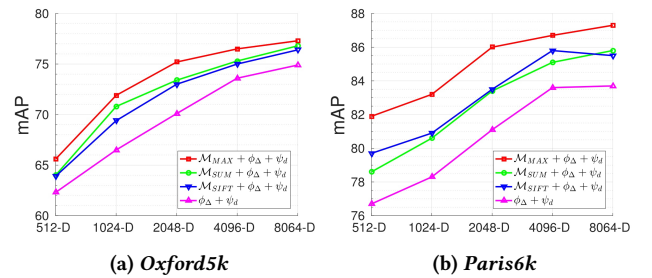 80
75
70
65
60
mAP
512-D 1024-D 2048-D 4096-D 8064-D
M_MAX + ϕ_Δ + ψ_d
M_SUM + ϕ_Δ + ψ_d
M_SIFT + ϕ_Δ + ψ_d
ϕ_Δ + ψ_d
(a) Oxford5k
88
86
84
82
80
78
76
mAP
512-D 1024-D 2048-D 4096-D 8064-D
M_MAX + ϕ_Δ + ψ_d
M_SUM + ϕ_Δ + ψ_d
M_SIFT + ϕ_Δ + ψ_d
ϕ_Δ + ψ_d
(b) Paris6k